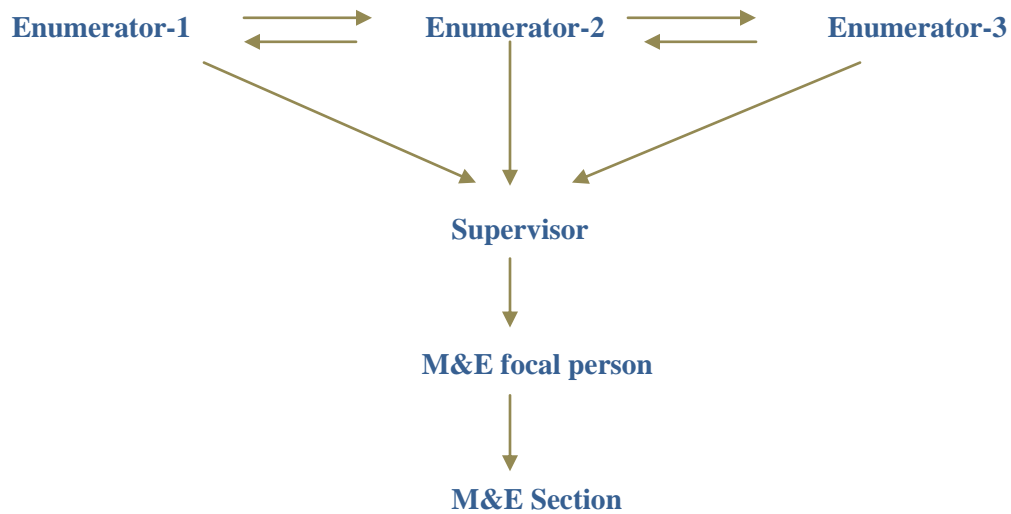 Enumerator-1 Enumerator-2 Enumerator-3
Supervisor
M&E focal person
M&E Section